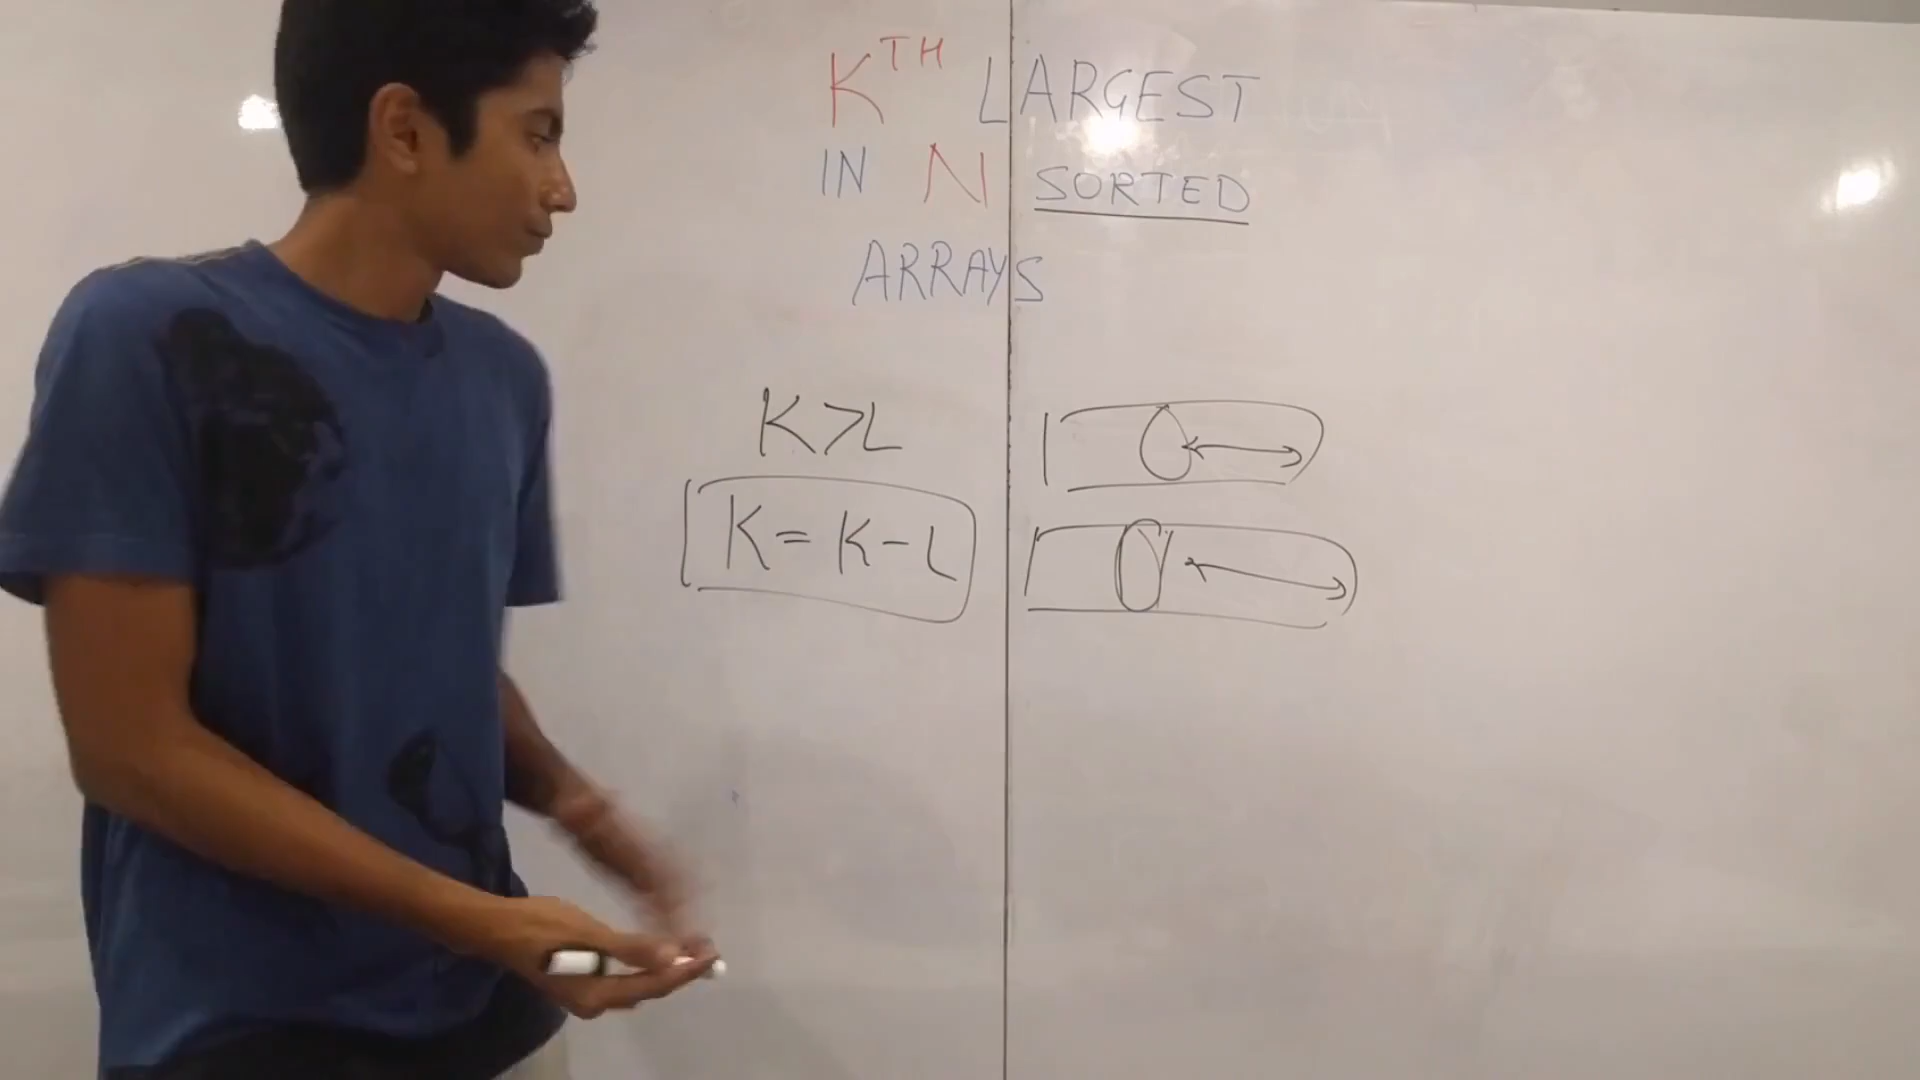 KTH LARGEST
IN N SORTED
ARRAYS
K>L
K=K-L